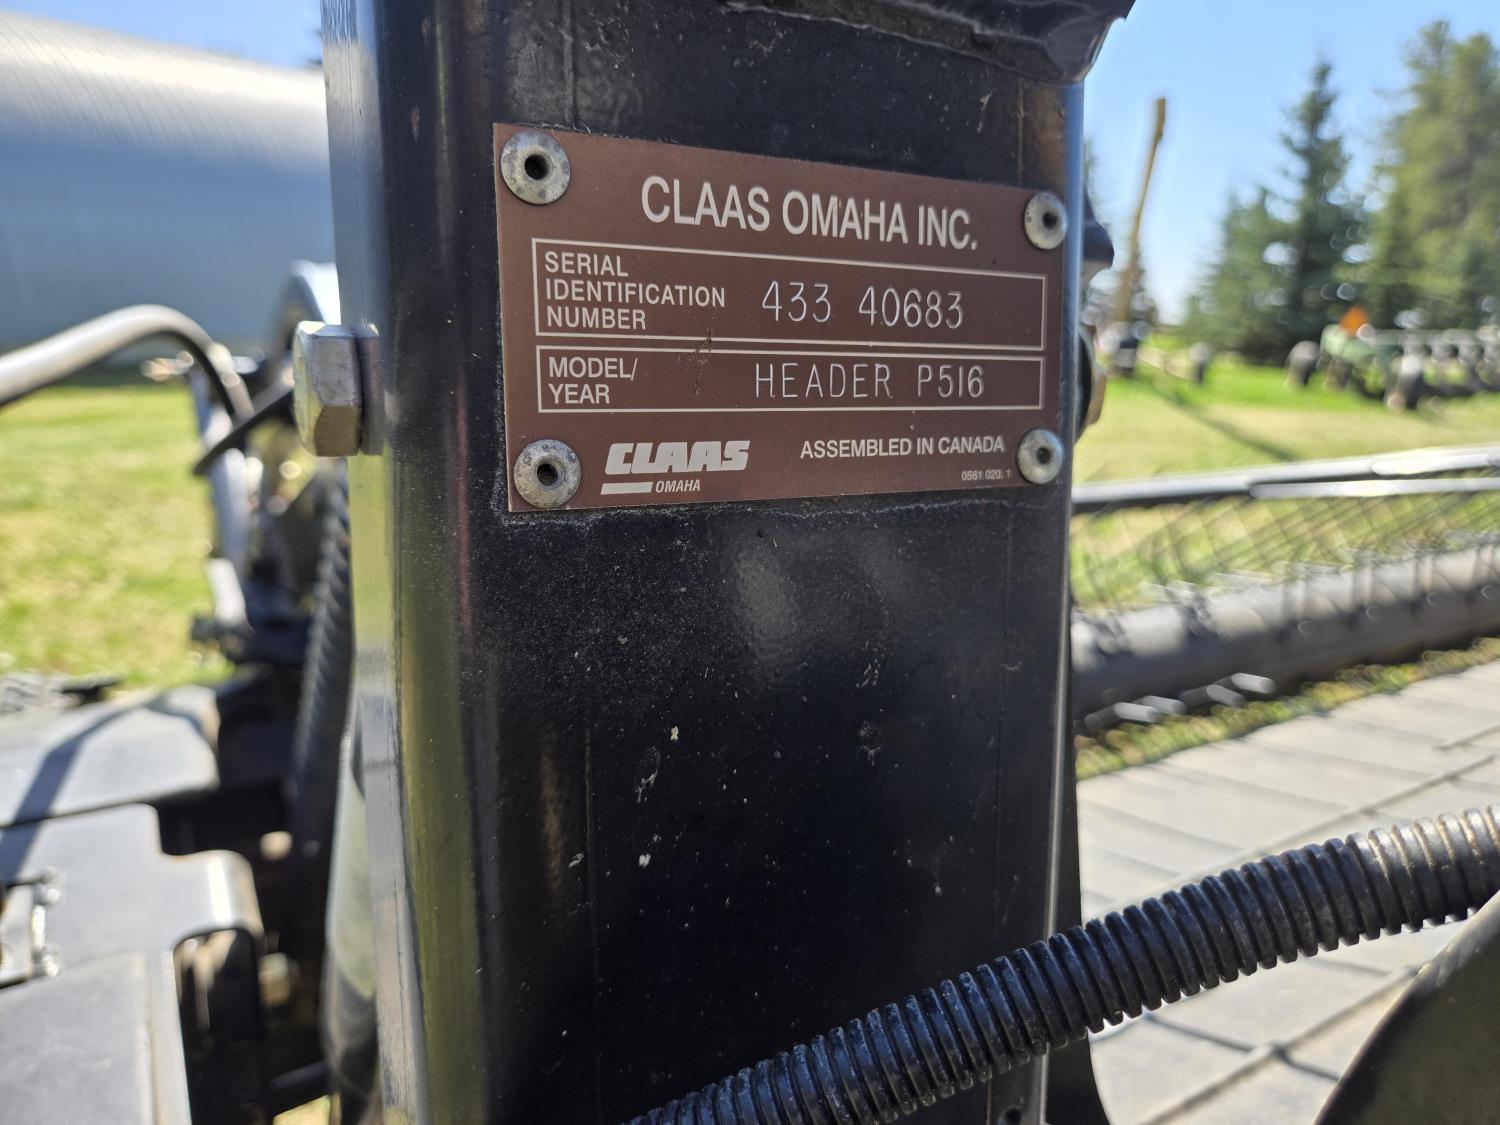 CLAAS OMAHA INC.
SERIAL
IDENTIFICATION
NUMBER
433 40683
MODEL/
YEAR
HEADER P516
CLAAS
OMAHA
ASSEMBLED IN CANADA
0561 020. 1